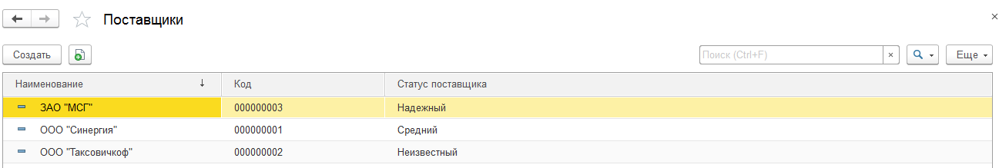 Поставщики
Создать Поиск (Ctrl+F) Еще
Наименование Код Статус поставщика
ЗАО "МСГ" 000000003 Надежный
ООО "Синергия" 000000001 Средний
ООО "Таксовичкоф" 000000002 Неизвестный